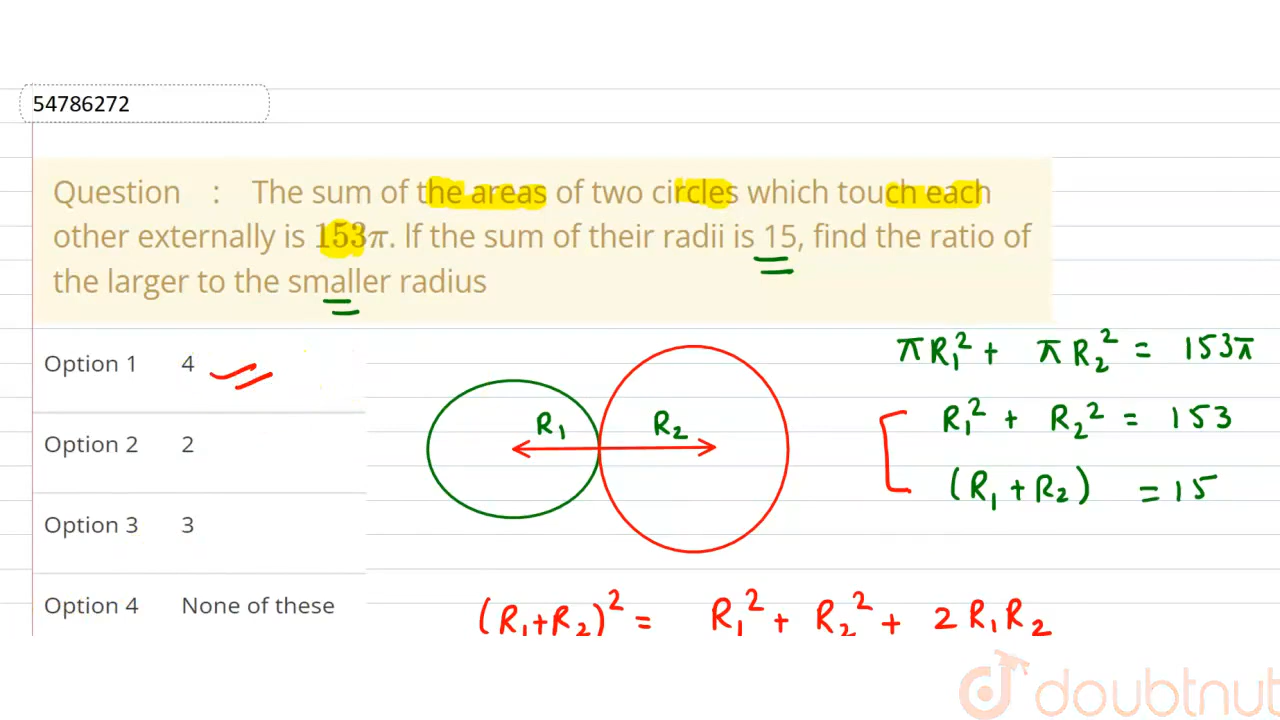 54786272
Question : The sum of the areas of two circles which touch each
other externally is 153π. lf the sum of their radii is 15, find the ratio of
the larger to the smaller radius
Option 1 4
Option 2 2
Option 3 3
Option 4 None of these
R₁ R₂
πR₁² + πR₂² = 153π
R₁² + R₂² = 153
(R₁ + R₂) = 15
(R₁+R₂)² = R₁² + R₂² + 2R₁R₂
doubtnut